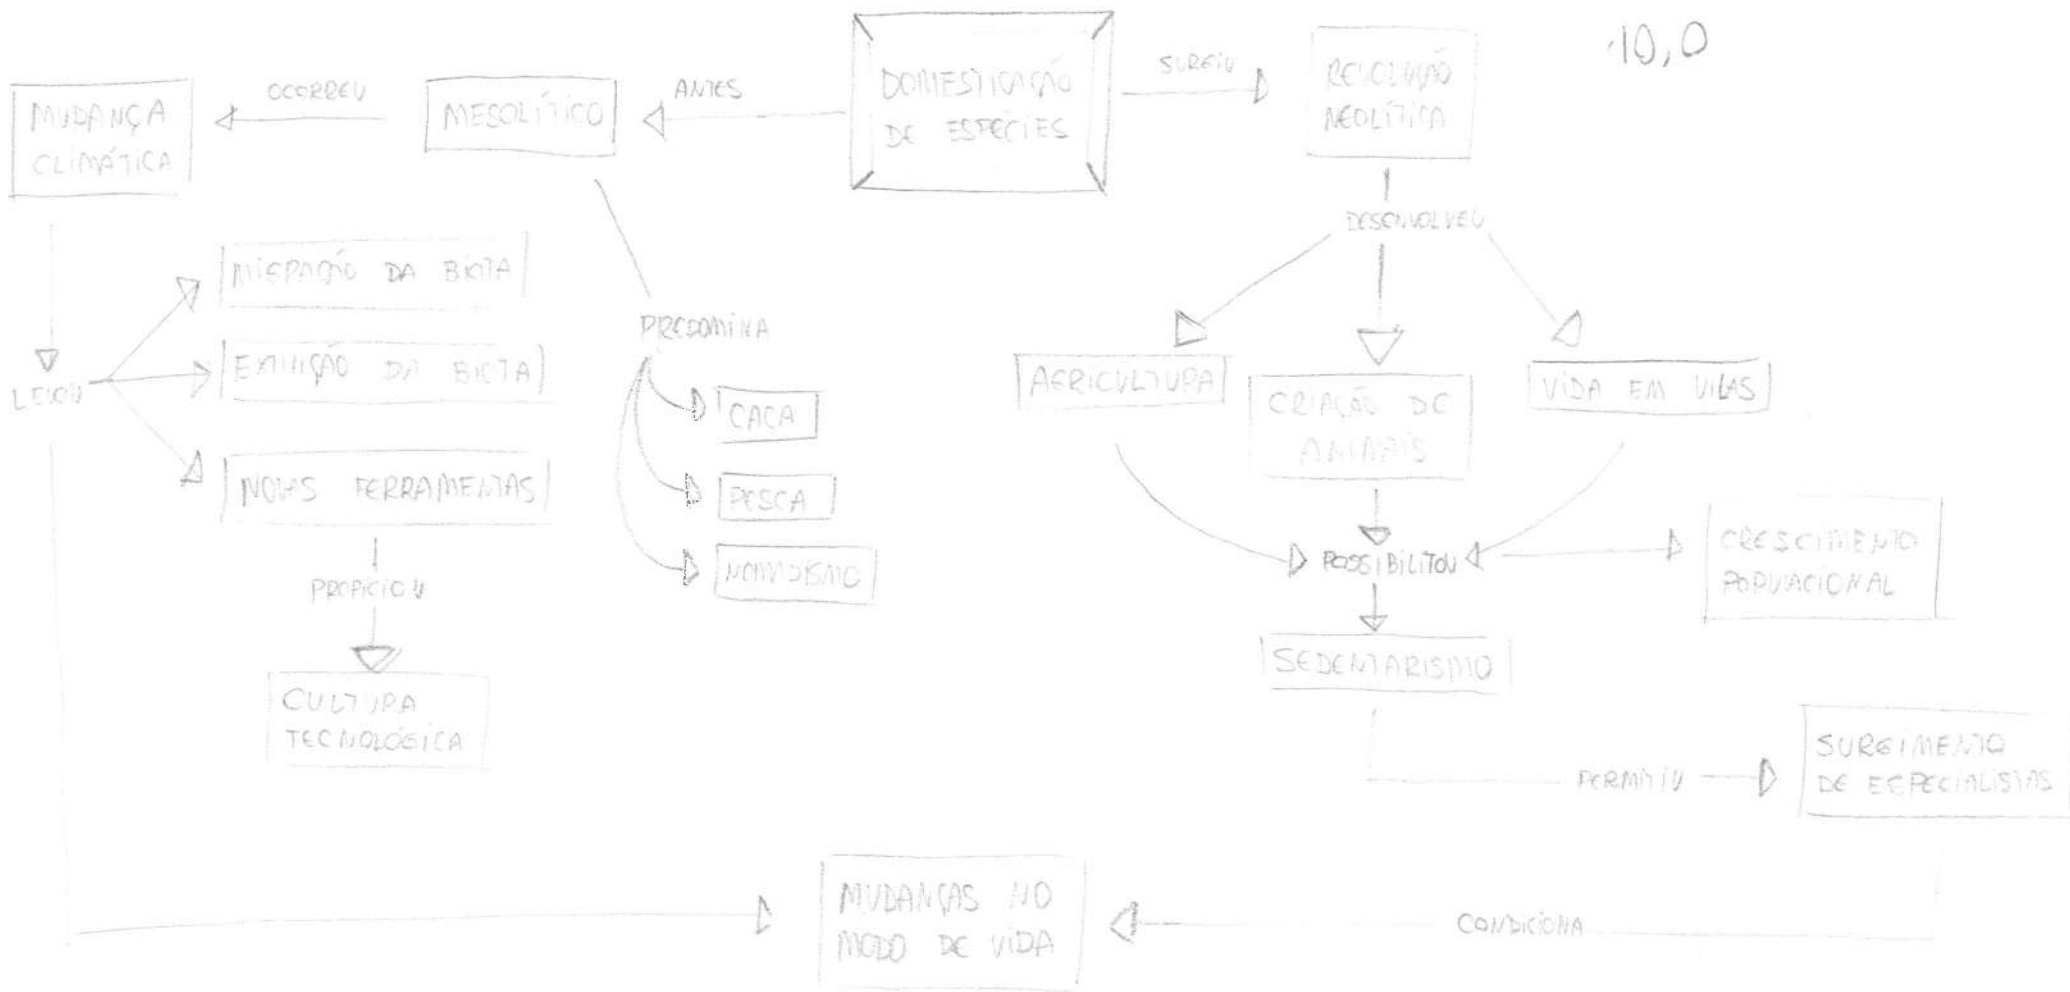 10,0
DOMESTICAÇÃO
DE ESPÉCIES
ANTES
MESOLÍTICO
OCORREU
MUDANÇA
CLIMÁTICA
SURGIU
REVOLUÇÃO
NEOLÍTICA
LEVOU
MIGRAÇÃO DA BIOTA
EXTINÇÃO DA BIOTA
NOVAS FERRAMENTAS
PROPICIOU
CULTURA
TECNOLÓGICA
PREDOMINA
CAÇA
PESCA
NOMADISMO
DESENVOLVEU
AGRICULTURA
CRIAÇÃO DE
ANIMAIS
VIDA EM VILAS
POSSIBILITOU
CRESCIMENTO
POPULACIONAL
SEDENTARISMO
PERMITIU
SURGIMENTO
DE ESPECIALISTAS
CONDICIONA
MUDANÇAS NO
MODO DE VIDA